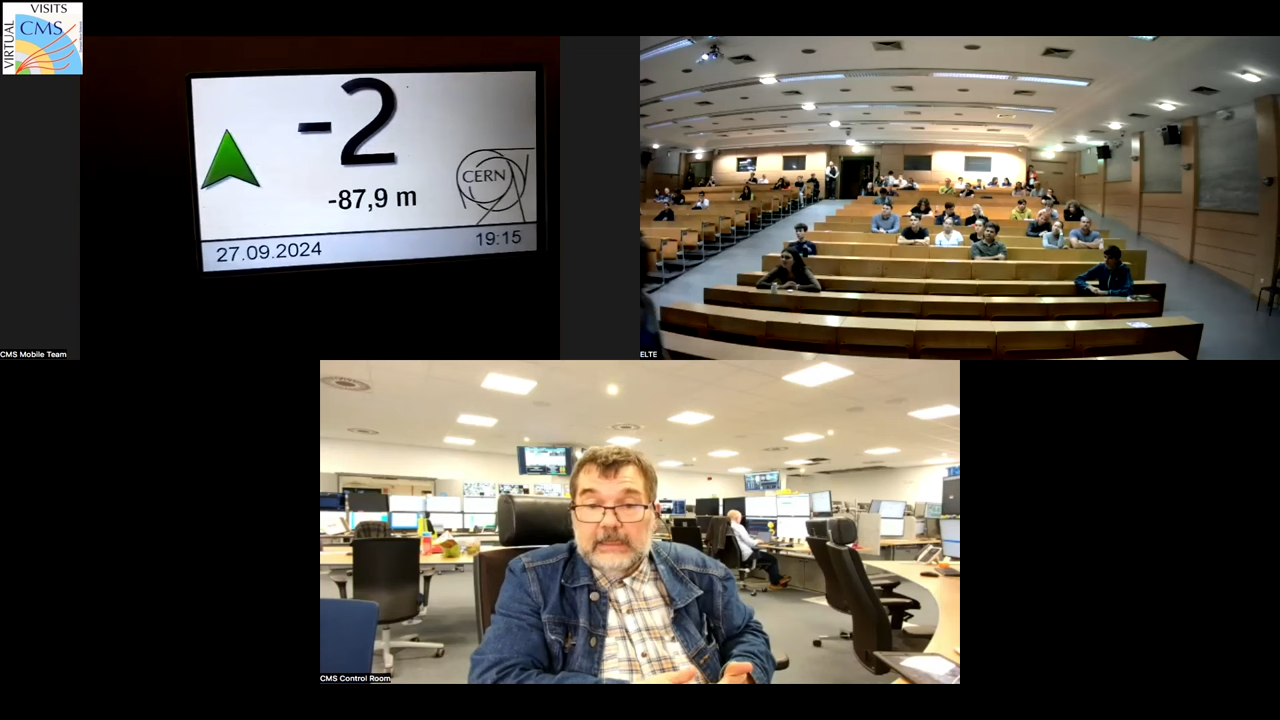 VISITS
VIRTUAL
CMS
-2
-87,9 m
CERN
27.09.2024
19:15
CMS Mobile Team
ELTE
CMS Control Room